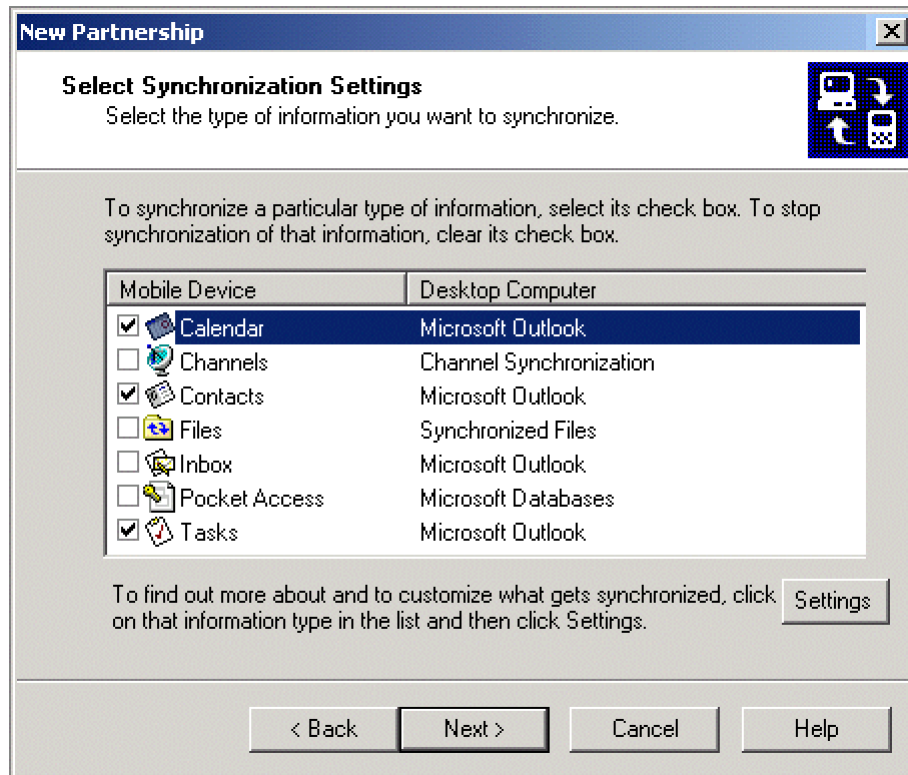 New Partnership
Select Synchronization Settings
Select the type of information you want to synchronize.
To synchronize a particular type of information, select its check box. To stop
synchronization of that information, clear its check box.
Mobile Device Desktop Computer
Calendar Microsoft Outlook
Channels Channel Synchronization
Contacts Microsoft Outlook
Files Synchronized Files
Inbox Microsoft Outlook
Pocket Access Microsoft Databases
Tasks Microsoft Outlook
To find out more about and to customize what gets synchronized, click
on that information type in the list and then click Settings.
Settings
< Back Next > Cancel Help